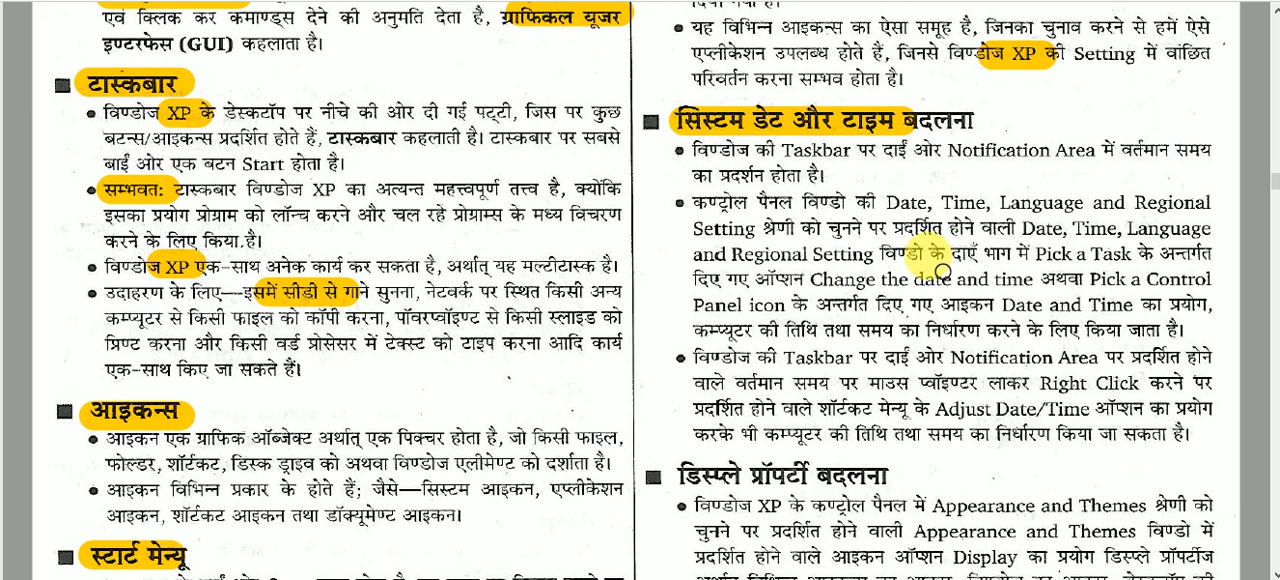 एवं क्लिक कर कमाण्ड्स देने की अनुमति देता है, ग्राफिकल यूजर
इण्टरफेस (GUI) कहलाता है।
टास्कबार
• विण्डोज XP के डेस्कटॉप पर नीचे की ओर दी गई पट्टी, जिस पर कुछ
बटन्स/आइकन्स प्रदर्शित होते हैं, टास्कबार कहलाती है। टास्कबार पर सबसे
बाईं ओर एक बटन Start होता है।
• सम्भवत: टास्कबार विण्डोज XP का अत्यन्त महत्त्वपूर्ण तत्त्व है, क्योंकि
इसका प्रयोग प्रोग्राम को लॉन्च करने और चल रहे प्रोग्राम्स के मध्य विचरण
करने के लिए किया है।
• विण्डोज XP एक-साथ अनेक कार्य कर सकता है, अर्थात् यह मल्टीटास्क है।
• उदाहरण के लिए—इसमें सीडी से गाने सुनना, नेटवर्क पर स्थित किसी अन्य
कम्प्यूटर से किसी फाइल को कॉपी करना, पॉवरप्वॉइण्ट से किसी स्लाइड को
प्रिण्ट करना और किसी वर्ड प्रोसेसर में टेक्स्ट को टाइप करना आदि कार्य
एक-साथ किए जा सकते हैं।
आइकन्स
• आइकन एक ग्राफिक ऑब्जेक्ट अर्थात् एक पिक्चर होता है, जो किसी फाइल,
फोल्डर, शॉर्टकट, डिस्क ड्राइव को अथवा विण्डोज एलीमेण्ट को दर्शाता है।
• आइकन विभिन्न प्रकार के होते हैं; जैसे—सिस्टम आइकन, एप्लीकेशन
आइकन, शॉर्टकट आइकन तथा डॉक्यूमेण्ट आइकन।
स्टार्ट मेन्यू
• यह विभिन्न आइकन्स का ऐसा समूह है, जिनका चुनाव करने से हमें ऐसे
एप्लीकेशन उपलब्ध होते हैं, जिनसे विण्डोज XP की Setting में वांछित
परिवर्तन करना सम्भव होता है।
सिस्टम डेट और टाइम बदलना
• विण्डोज की Taskbar पर दाईं ओर Notification Area में वर्तमान समय
का प्रदर्शन होता है।
• कण्ट्रोल पैनल विण्डो की Date, Time, Language and Regional
Setting श्रेणी को चुनने पर प्रदर्शित होने वाली Date, Time, Language
and Regional Setting विण्डो के दाएँ भाग में Pick a Task के अन्तर्गत
दिए गए ऑप्शन Change the date and time अथवा Pick a Control
Panel icon के अन्तर्गत दिए गए आइकन Date and Time का प्रयोग,
कम्प्यूटर की तिथि तथा समय का निर्धारण करने के लिए किया जाता है।
• विण्डोज की Taskbar पर दाईं ओर Notification Area पर प्रदर्शित होने
वाले वर्तमान समय पर माउस प्वॉइण्टर लाकर Right Click करने पर
प्रदर्शित होने वाले शॉर्टकट मेन्यू के Adjust Date/Time ऑप्शन का प्रयोग
करके भी कम्प्यूटर की तिथि तथा समय का निर्धारण किया जा सकता है।
डिस्प्ले प्रॉपर्टी बदलना
• विण्डोज XP के कण्ट्रोल पैनल में Appearance and Themes श्रेणी को
चुनने पर प्रदर्शित होने वाली Appearance and Themes विण्डो में
प्रदर्शित होने वाले आइकन ऑप्शन Display का प्रयोग डिस्प्ले प्रॉपर्टीज